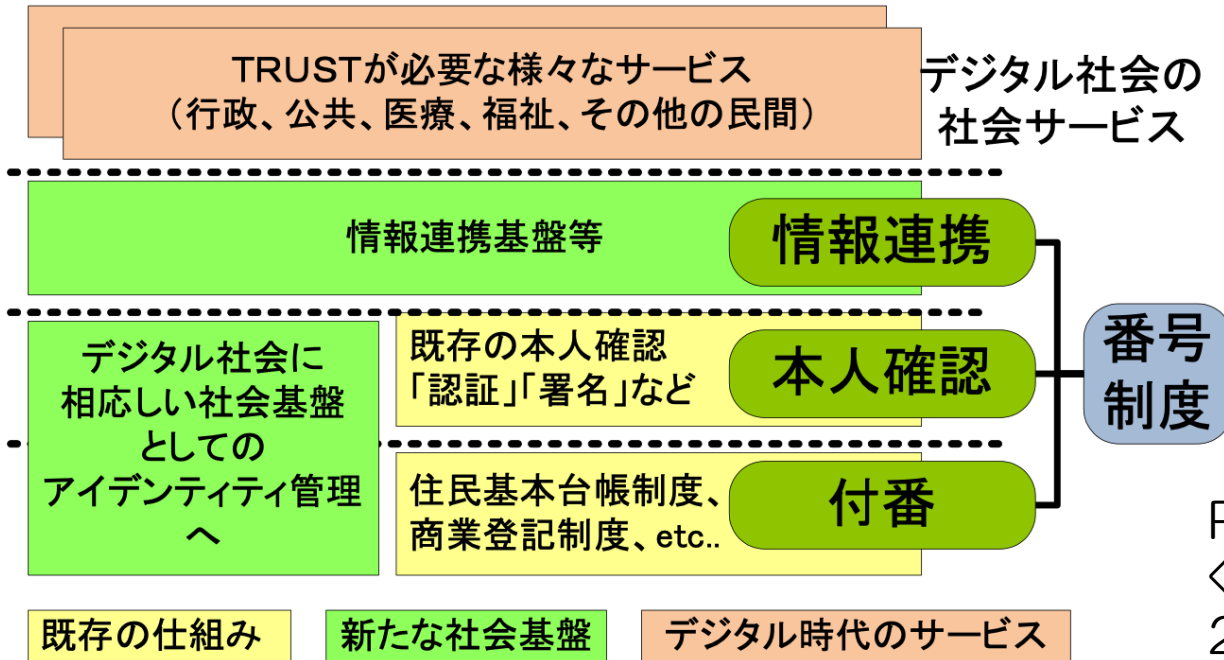 TRUSTが必要な様々なサービス
（行政、公共、医療、福祉、その他の民間）
デジタル社会の
社会サービス
情報連携基盤等
情報連携
デジタル社会に
相応しい社会基盤
としての
アイデンティティ管理
へ
既存の本人確認
「認証」「署名」など
本人確認
住民基本台帳制度、
商業登記制度、etc..
付番
番号
制度
既存の仕組み
新たな社会基盤
デジタル時代のサービス